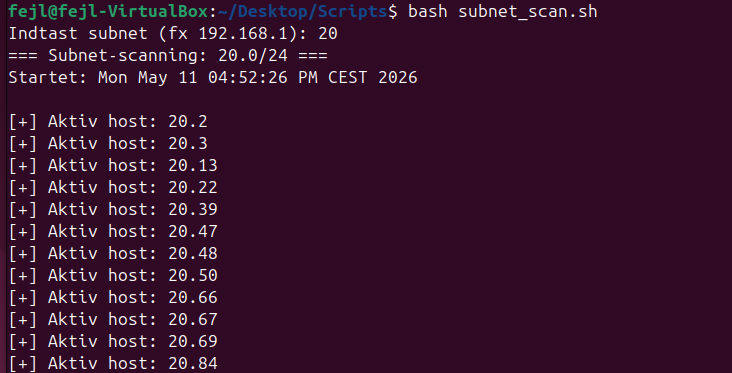 fejl@fejl-VirtualBox:~/Desktop/Scripts$ bash subnet_scan.sh
Indtast subnet (fx 192.168.1): 20
=== Subnet-scanning: 20.0/24 ===
Startet: Mon May 11 04:52:26 PM CEST 2026
[+] Aktiv host: 20.2
[+] Aktiv host: 20.3
[+] Aktiv host: 20.13
[+] Aktiv host: 20.22
[+] Aktiv host: 20.39
[+] Aktiv host: 20.47
[+] Aktiv host: 20.48
[+] Aktiv host: 20.50
[+] Aktiv host: 20.66
[+] Aktiv host: 20.67
[+] Aktiv host: 20.69
[+] Aktiv host: 20.84